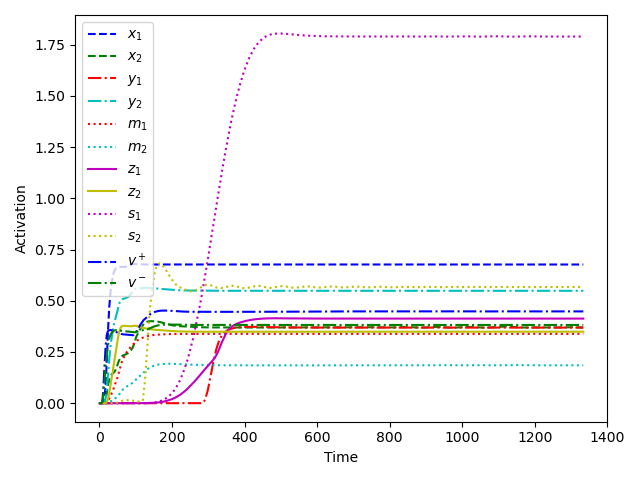 1.75
1.50
1.25
1.00
0.75
0.50
0.25
0.00
Activation
x₁
x₂
y₁
y₂
m₁
m₂
z₁
z₂
s₁
s₂
v⁺
v⁻
0 200 400 600 800 1000 1200 1400
Time